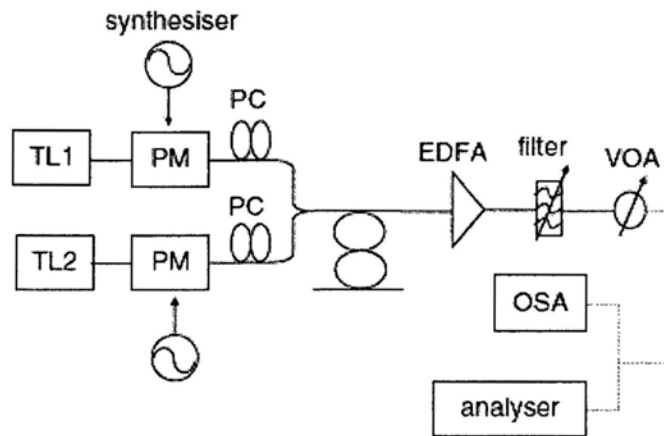 synthesiser
PC
TL1
PM
EDFA
filter
VOA
PC
TL2
PM
OSA
analyser